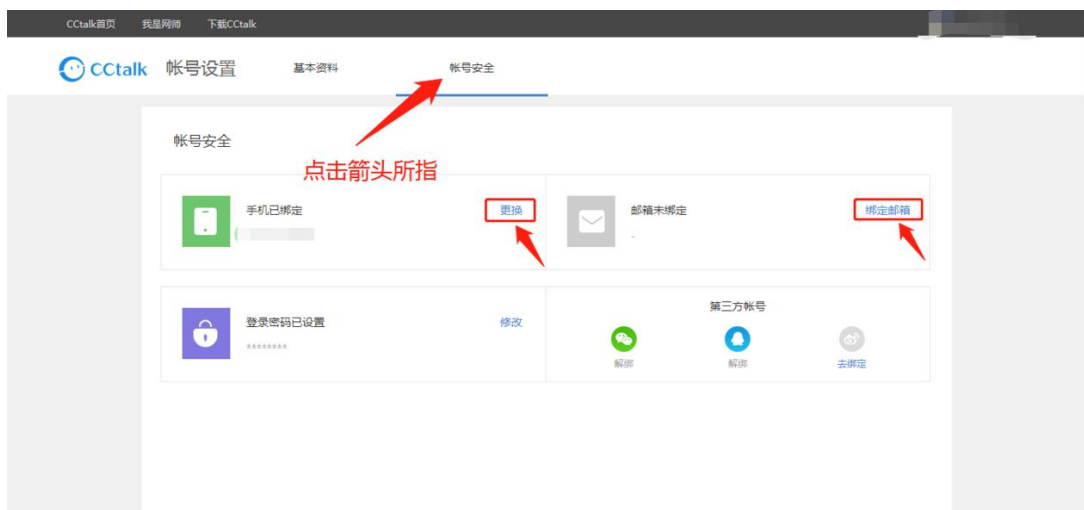 CCtalk首页 我是网师 下载CCtalk
CCtalk 帐号设置 基本资料 帐号安全
帐号安全
点击箭头所指
手机已绑定 更换 邮箱未绑定 绑定邮箱
-
登录密码已设置 修改 第三方帐号
********
解绑 解绑 去绑定